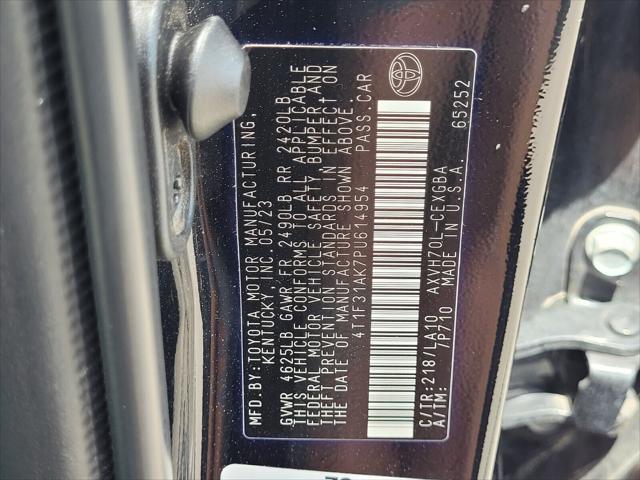 MFD.BY:TOYOTA MOTOR MANUFACTURING,
KENTUCKY, INC. 05/23
GVWR 4625LB GAWR FR 2490LB RR 2420LB
THIS VEHICLE CONFORMS TO ALL APPLICABLE
FEDERAL MOTOR VEHICLE SAFETY, BUMPER AND
THEFT PREVENTION STANDARDS IN EFFECT ON
THE DATE OF MANUFACTURE SHOWN ABOVE.
4T1F31AK7PU614954 PASS.CAR
C/TR:218/LA10 AXVH70L-CEXGBA
A/TM: 7P710 MADE IN U.S.A. 65252